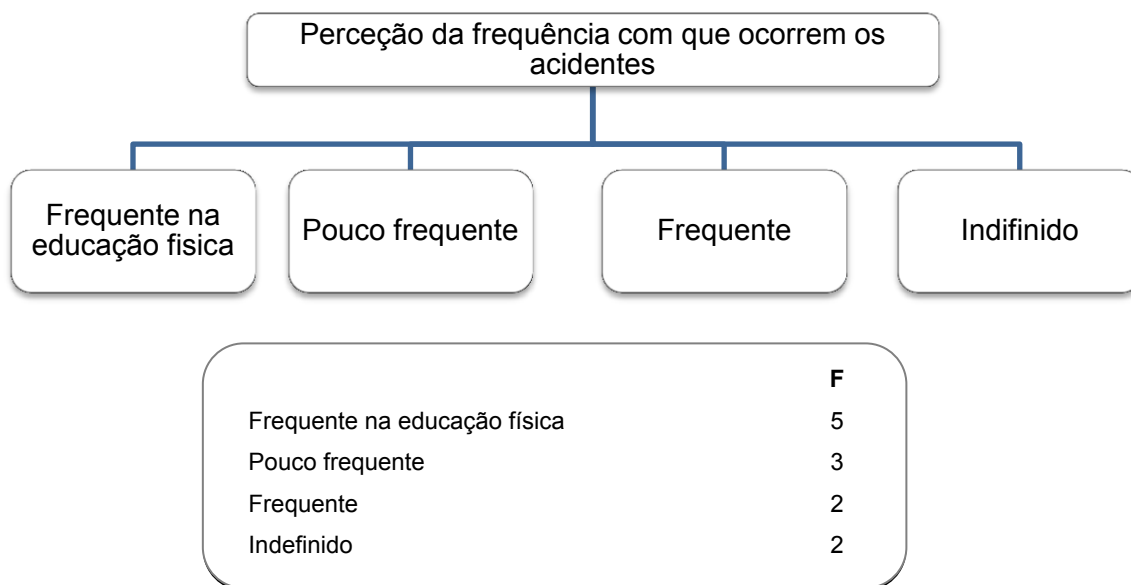 Perceção da frequência com que ocorrem os
acidentes
Frequente na
educação fisica
Pouco frequente
Frequente
Indifinido
F
Frequente na educação física 5
Pouco frequente 3
Frequente 2
Indefinido 2